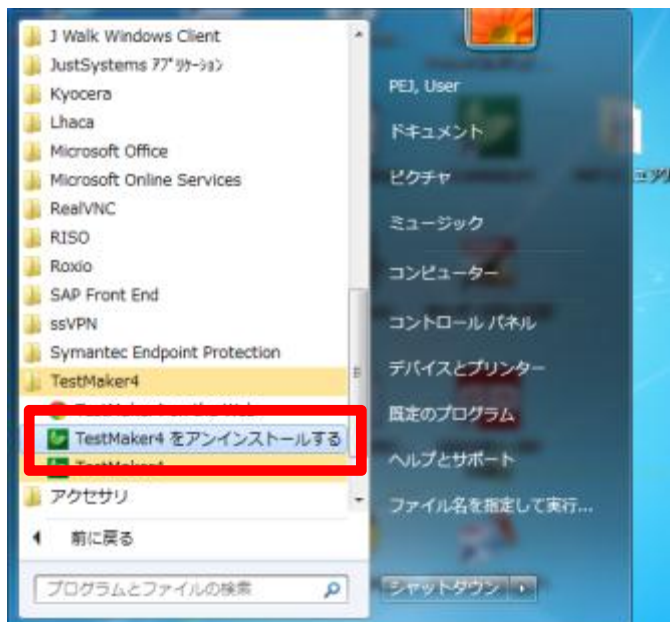 J Walk Windows Client
JustSystems ｱﾌﾟﾘｹｰｼｮﾝ
Kyocera
Lhaca
Microsoft Office
Microsoft Online Services
RealVNC
RISO
Roxio
SAP Front End
ssVPN
Symantec Endpoint Protection
TestMaker4
TestMaker4 をアンインストールする
TestMaker4
アクセサリ
前に戻る
プログラムとファイルの検索
PEJ, User
ドキュメント
ピクチャ
ミュージック
コンピューター
コントロール パネル
デバイスとプリンター
既定のプログラム
ヘルプとサポート
ファイル名を指定して実行...
シャットダウン